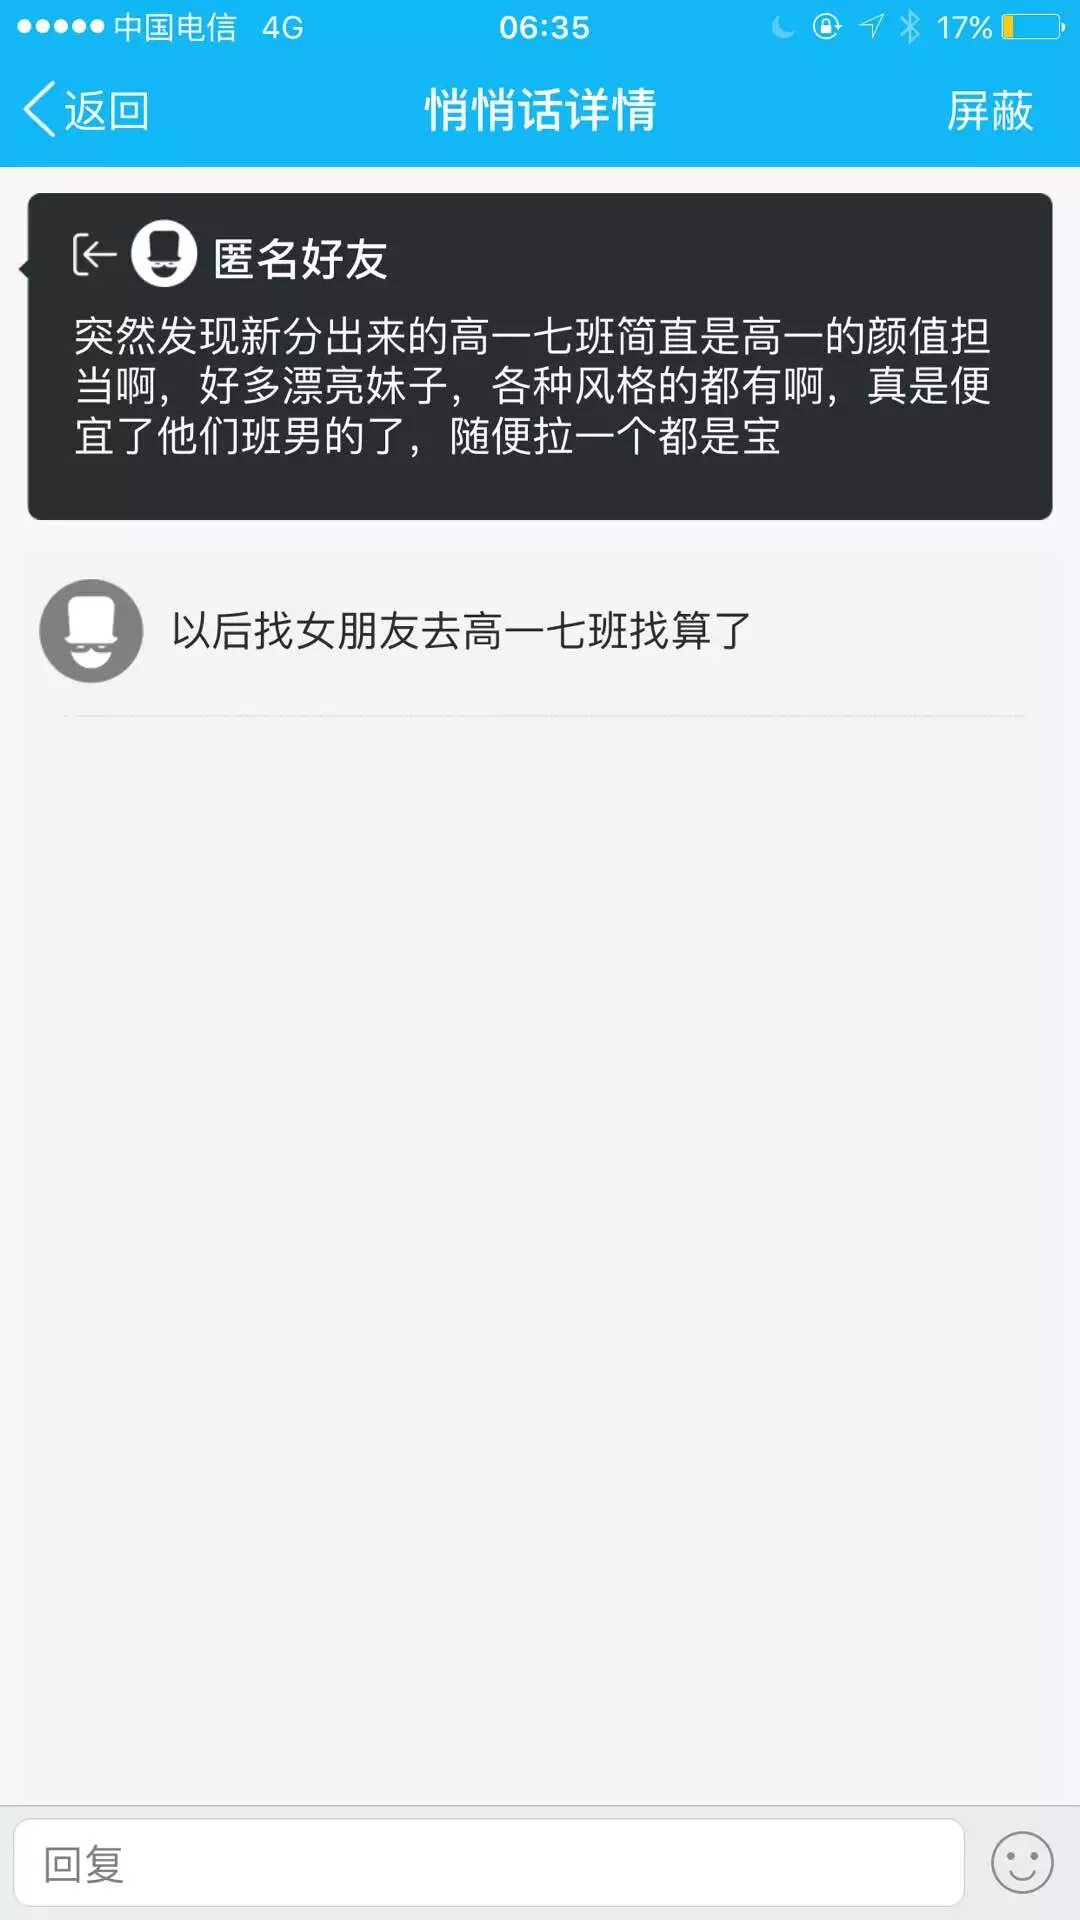 中国电信 4G 06:35 17%
返回 悄悄话详情 屏蔽
匿名好友
突然发现新分出来的高一七班简直是高一的颜值担
当啊，好多漂亮妹子，各种风格的都有啊，真是便
宜了他们班男的了，随便拉一个都是宝
以后找女朋友去高一七班找算了
回复